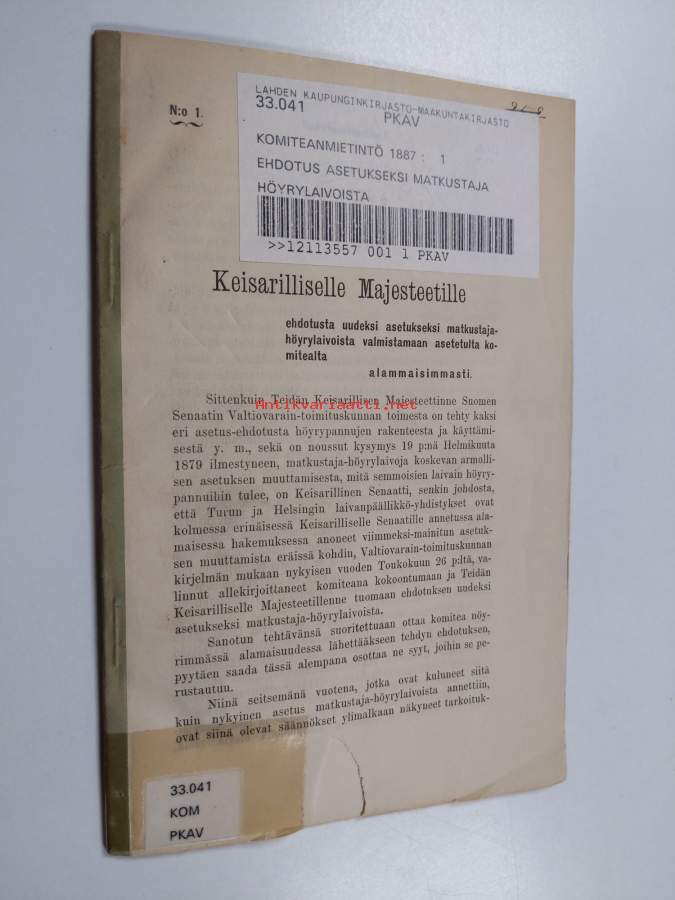 N:o 1.
LAHDEN KAUPUNGINKIRJASTO-MAAKUNTAKIRJASTO
33.041
PKAV
KOMITEANMIETINTÖ 1887 : 1
EHDOTUS ASETUKSEKSI MATKUSTAJA
HÖYRYLAIVOISTA
>>12113557 001 1 PKAV
Keisarilliselle Majesteetille
ehdotusta uudeksi asetukseksi matkustaja-
höyrylaivoista valmistamaan asetetulta ko-
mitealta
alammaisimmasti.
Sittenkuin Teidän Keisarillisen Majesteettinne Suomen
Antikvariaatti.net
Senaatin Valtiovarain-toimituskunnan toimesta on tehty kaksi
eri asetus-ehdotusta höyrypannujen rakenteesta ja käyttämi-
sestä y. m., sekä on noussut kysymys 19 p:nä Helmikuuta
1879 ilmestyneen, matkustaja-höyrylaivoja koskevan armolli-
sen asetuksen muuttamisesta, mitä semmoisien laivain höyry-
pannuihin tulee, on Keisarillinen Senaatti, senkin johdosta,
että Turun ja Helsingin laivanpäällikkö-yhdistykset ovat
kolmessa erinäisessä Keisarilliselle Senaatille annetussa ala-
maisessa hakemuksessa anoneet viimmeksi-mainitun asetuk-
sen muuttamista eräissä kohdin, Valtiovarain-toimituskunnan
kirjelmän mukaan nykyisen vuoden Toukokuun 26 p:ltä, va-
linnut allekirjoittaneet komiteana kokoontumaan ja Teidän
Keisarilliselle Majesteetillenne tuomaan ehdotuksen uudeksi
asetukseksi matkustaja-höyrylaivoista.
Sanotun tehtävänsä suoritettuaan ottaa komitea nöy-
rimmässä alamaisuudessa lähettääkseen tehdyn ehdotuksen,
pyytäen saada tässä alempana osottaa ne syyt, joihin se pe-
rustautuu.
Niinä seitsemänä vuotena, jotka ovat kuluneet siitä
kuin nykyinen asetus matkustaja-höyrylaivoista annettiin,
ovat siinä olevat säännökset ylimalkaan näkyneet tarkoituk-
33.041
KOM
PKAV